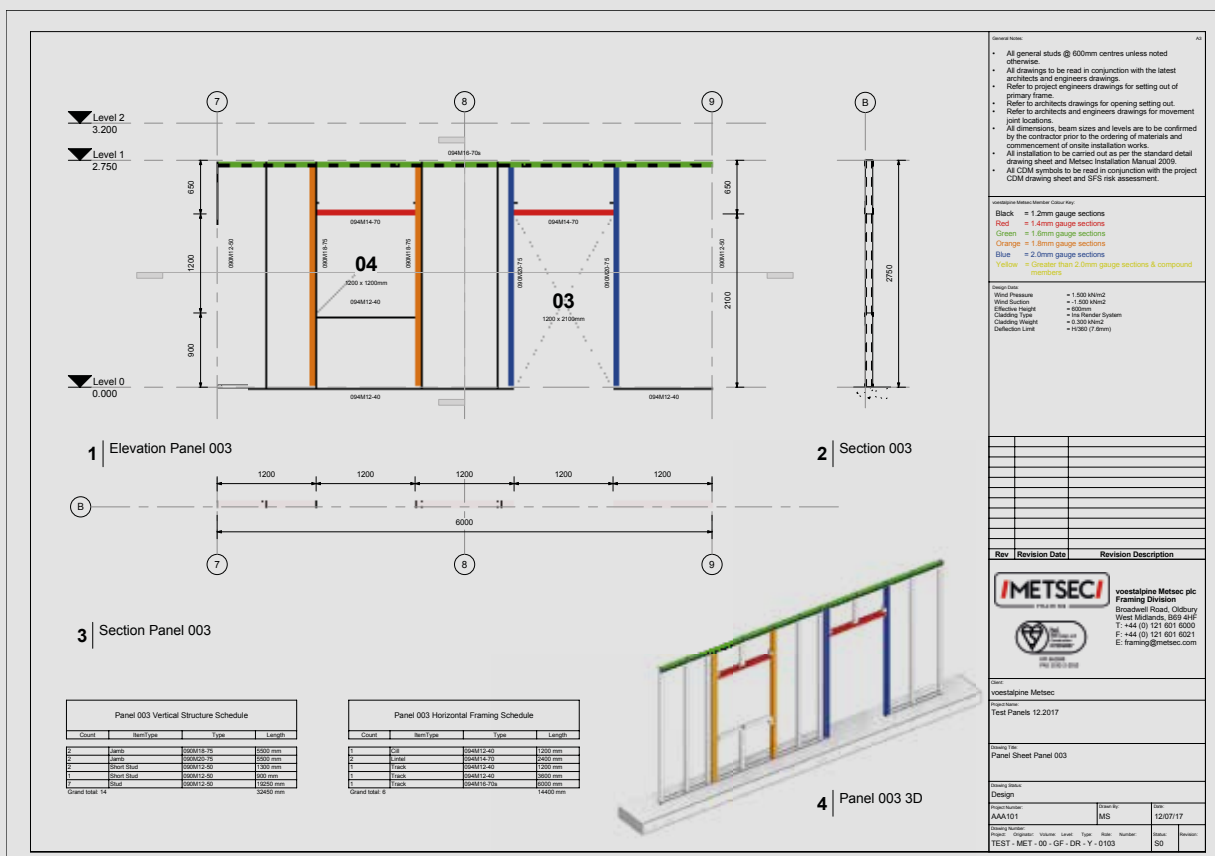 General Notes:
A3
• All general studs @ 600mm centres unless noted
otherwise.
• All drawings to be read in conjunction with the latest
architects and engineers drawings.
• Refer to project engineers drawings for setting out of
primary frame.
• Refer to architects drawings for opening setting out.
• Refer to architects and engineers drawings for movement
joint locations.
• All dimensions, beam sizes and levels are to be confirmed
by the contractor prior to the ordering of materials and
commencement of onsite installation works.
• All installation to be carried out as per the standard detail
drawing sheet and Metsec Installation Manual 2009.
• All CDM symbols to be read in conjunction with the project
CDM drawing sheet and SFS risk assessment.
voestalpine Metsec Member Colour Key:
Black = 1.2mm gauge sections
Red = 1.4mm gauge sections
Green = 1.6mm gauge sections
Orange = 1.8mm gauge sections
Blue = 2.0mm gauge sections
Yellow = Greater than 2.0mm gauge sections & compound
members
Design Data
Wind Pressure = 1.500 kN/m2
Wind Suction = -1.500 kN/m2
Effective Height = 600mm
Cladding Type = Ins Render System
Cladding Weight = 0.300 kN/m2
Deflection Limit = H/360 (7.6mm)
7
8
9
B
Level 2
3.200
Level 1
2.750
Level 0
0.000
094M16-70s
650
1200
900
090M12-50
090M18-75
094M14-70
04
1200 x 1200mm
094M12-40
090M18-75
090M20-75
094M14-70
03
1200 x 2100mm
090M20-75
090M12-50
650
2100
2750
094M12-40
094M12-40
1 Elevation Panel 003
2 Section 003
1200
1200
1200
1200
1200
B
6000
7
8
9
3 Section Panel 003
4 Panel 003 3D
Panel 003 Vertical Structure Schedule
Count ItemType Type Length
2 Jamb 090M18-75 5500 mm
2 Jamb 090M20-75 5500 mm
2 Short Stud 090M12-50 1300 mm
1 Short Stud 090M12-50 900 mm
7 Stud 090M12-50 19250 mm
Grand total: 14 32450 mm
Panel 003 Horizontal Framing Schedule
Count ItemType Type Length
1 Cill 094M12-40 1200 mm
2 Lintel 094M14-70 2400 mm
1 Track 094M12-40 1200 mm
1 Track 094M12-40 3600 mm
1 Track 094M16-70s 6000 mm
Grand total: 6 14400 mm
Rev Revision Date Revision Description
METSEC
FRAMING
voestalpine Metsec plc
Framing Division
Broadwell Road, Oldbury
West Midlands, B69 4HF
T: +44 (0) 121 601 6000
F: +44 (0) 121 601 6021
E: framing@metsec.com
Client:
voestalpine Metsec
Project Name:
Test Panels 12.2017
Drawing Title:
Panel Sheet Panel 003
Drawing Status:
Design
Project Number:
AAA101
Drawn By:
MS
Date:
12/07/17
Drawing Number:
Project: Originator: Volume: Level: Type: Role: Number:
TEST - MET - 00 - GF - DR - Y - 0103
Status:
S0
Revision: